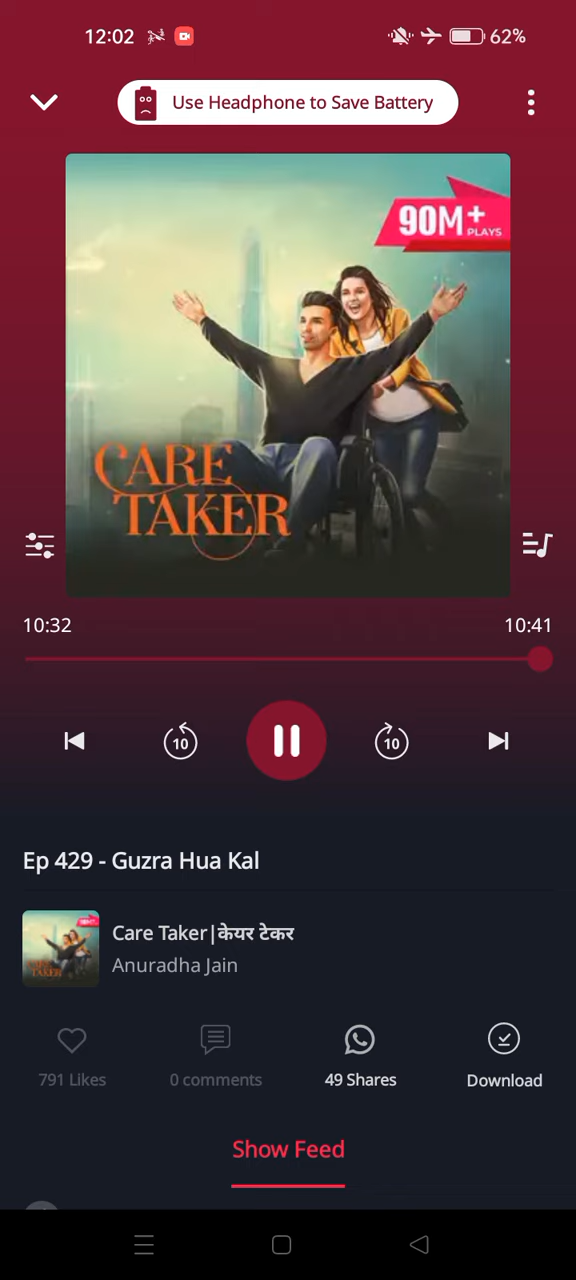 12:02
62%
Use Headphone to Save Battery
90M+
PLAYS
CARE
TAKER
10:32
10:41
10
10
Ep 429 - Guzra Hua Kal
Care Taker|केयर टेकर
Anuradha Jain
791 Likes
0 comments
49 Shares
Download
Show Feed